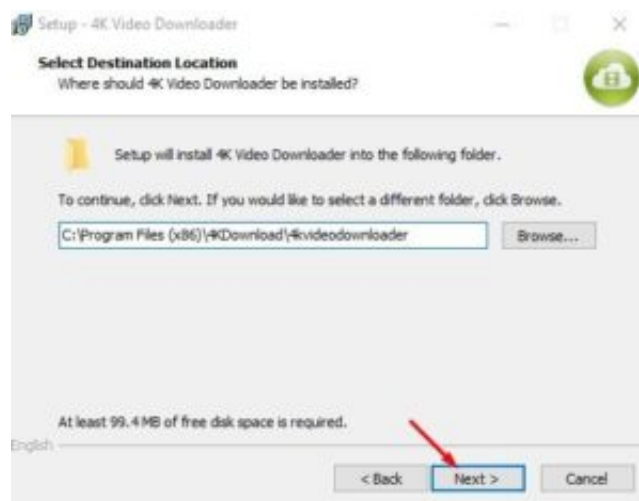 Setup - 4K Video Downloader
Select Destination Location
Where should 4K Video Downloader be installed?
Setup will install 4K Video Downloader into the following folder.
To continue, click Next. If you would like to select a different folder, click Browse.
C:\Program Files (x86)\4KDownload\4kvideodownloader
Browse...
At least 99.4 MB of free disk space is required.
English
< Back
Next >
Cancel